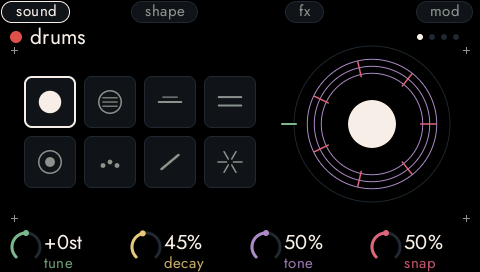 sound shape fx mod
drums
+0st 45% 50% 50%
tune decay tone snap